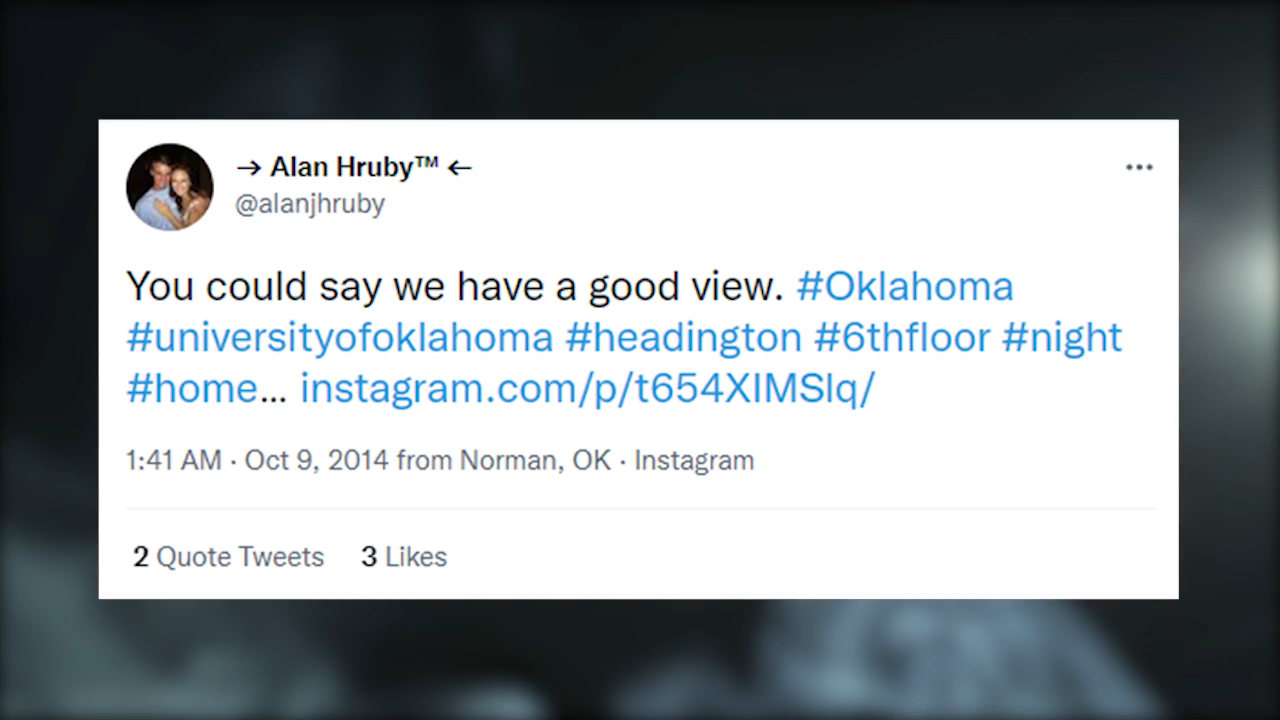 → Alan Hruby™ ←
@alanjhruby
You could say we have a good view. #Oklahoma
#universityofoklahoma #headington #6thfloor #night
#home... instagram.com/p/t654XIMSlq/
1:41 AM · Oct 9, 2014 from Norman, OK · Instagram
2 Quote Tweets 3 Likes